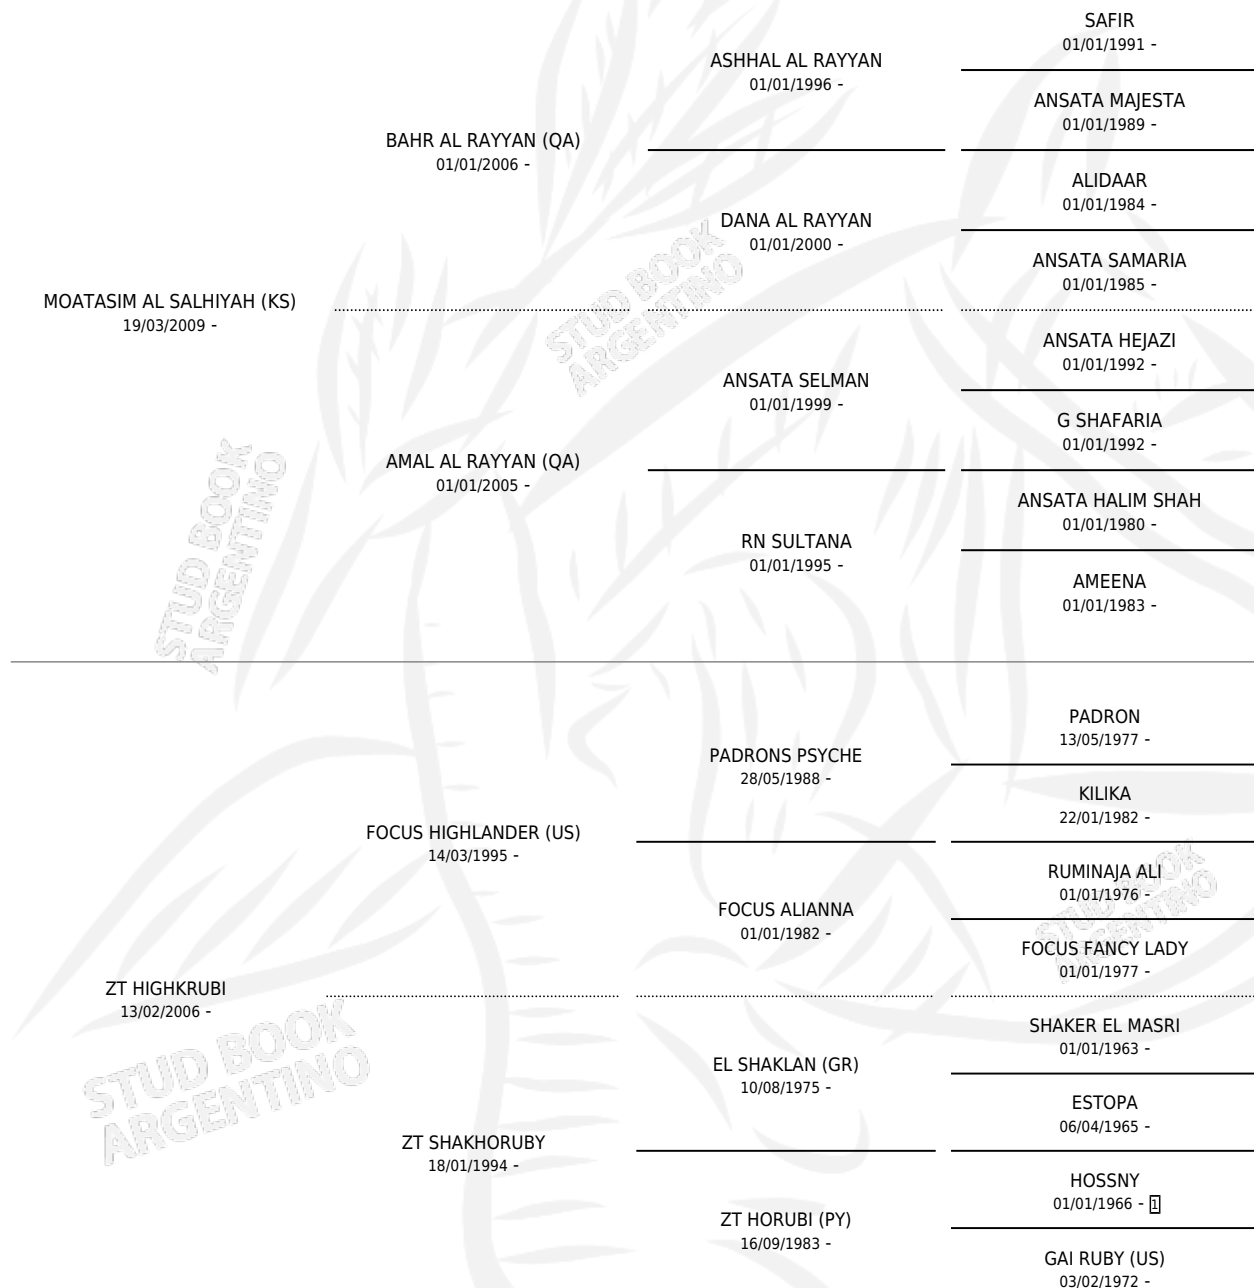 SAFIR
01/01/1991 -
ASHHAL AL RAYYAN
01/01/1996 -
ANSATA MAJESTA
01/01/1989 -
BAHR AL RAYYAN (QA)
01/01/2006 -
ALIDAAR
01/01/1984 -
DANA AL RAYYAN
01/01/2000 -
ANSATA SAMARIA
01/01/1985 -
MOATASIM AL SALHIYAH (KS)
19/03/2009 -
ANSATA HEJAZI
01/01/1992 -
ANSATA SELMAN
01/01/1999 -
G SHAFARIA
01/01/1992 -
AMAL AL RAYYAN (QA)
01/01/2005 -
ANSATA HALIM SHAH
01/01/1980 -
RN SULTANA
01/01/1995 -
AMEENA
01/01/1983 -
PADRON
13/05/1977 -
PADRONS PSYCHE
28/05/1988 -
KILIKA
22/01/1982 -
FOCUS HIGHLANDER (US)
14/03/1995 -
RUMINAJA ALI
01/01/1976 -
FOCUS ALIANNA
01/01/1982 -
FOCUS FANCY LADY
01/01/1977 -
ZT HIGHKRUBI
13/02/2006 -
SHAKER EL MASRI
01/01/1963 -
EL SHAKLAN (GR)
10/08/1975 -
ESTOPA
06/04/1965 -
ZT SHAKHORUBY
18/01/1994 -
HOSSNY
01/01/1966 - 1
ZT HORUBI (PY)
16/09/1983 -
GAI RUBY (US)
03/02/1972 -
STUD BOOK
ARGENTINO
STUD BOOK
ARGENTINO
STUD BOOK
ARGENTINO
STUD BOOK
ARGENTINO